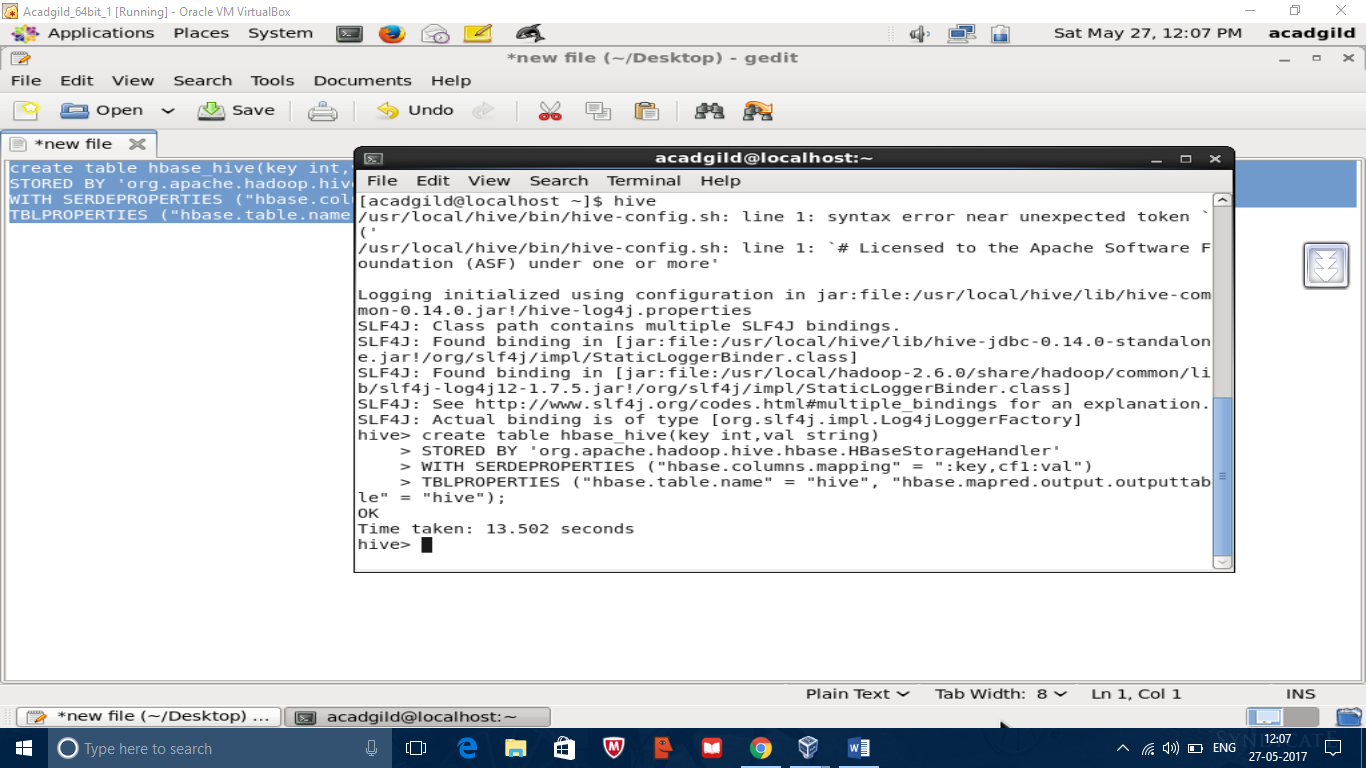 Acadgild_64bit_1 [Running] - Oracle VM VirtualBox
Applications Places System Sat May 27, 12:07 PM acadgild
*new file (~/Desktop) - gedit
File Edit View Search Tools Documents Help
Open Save Undo
*new file
create table hbase_hive(key int,
STORED BY 'org.apache.hadoop.hiv
WITH SERDEPROPERTIES ("hbase.col
TBLPROPERTIES ("hbase.table.name
acadgild@localhost:~
File Edit View Search Terminal Help
[acadgild@localhost ~]$ hive
/usr/local/hive/bin/hive-config.sh: line 1: syntax error near unexpected token `
('
/usr/local/hive/bin/hive-config.sh: line 1: `# Licensed to the Apache Software F
oundation (ASF) under one or more'
Logging initialized using configuration in jar:file:/usr/local/hive/lib/hive-com
mon-0.14.0.jar!/hive-log4j.properties
SLF4J: Class path contains multiple SLF4J bindings.
SLF4J: Found binding in [jar:file:/usr/local/hive/lib/hive-jdbc-0.14.0-standalon
e.jar!/org/slf4j/impl/StaticLoggerBinder.class]
SLF4J: Found binding in [jar:file:/usr/local/hadoop-2.6.0/share/hadoop/common/li
b/slf4j-log4j12-1.7.5.jar!/org/slf4j/impl/StaticLoggerBinder.class]
SLF4J: See http://www.slf4j.org/codes.html#multiple_bindings for an explanation.
SLF4J: Actual binding is of type [org.slf4j.impl.Log4jLoggerFactory]
hive> create table hbase_hive(key int,val string)
> STORED BY 'org.apache.hadoop.hive.hbase.HBaseStorageHandler'
> WITH SERDEPROPERTIES ("hbase.columns.mapping" = ":key,cf1:val")
> TBLPROPERTIES ("hbase.table.name" = "hive", "hbase.mapred.output.outputtab
le" = "hive");
OK
Time taken: 13.502 seconds
hive>
Plain Text Tab Width: 8 Ln 1, Col 1 INS
*new file (~/Desktop) ... acadgild@localhost:~
Type here to search ENG 12:07
27-05-2017